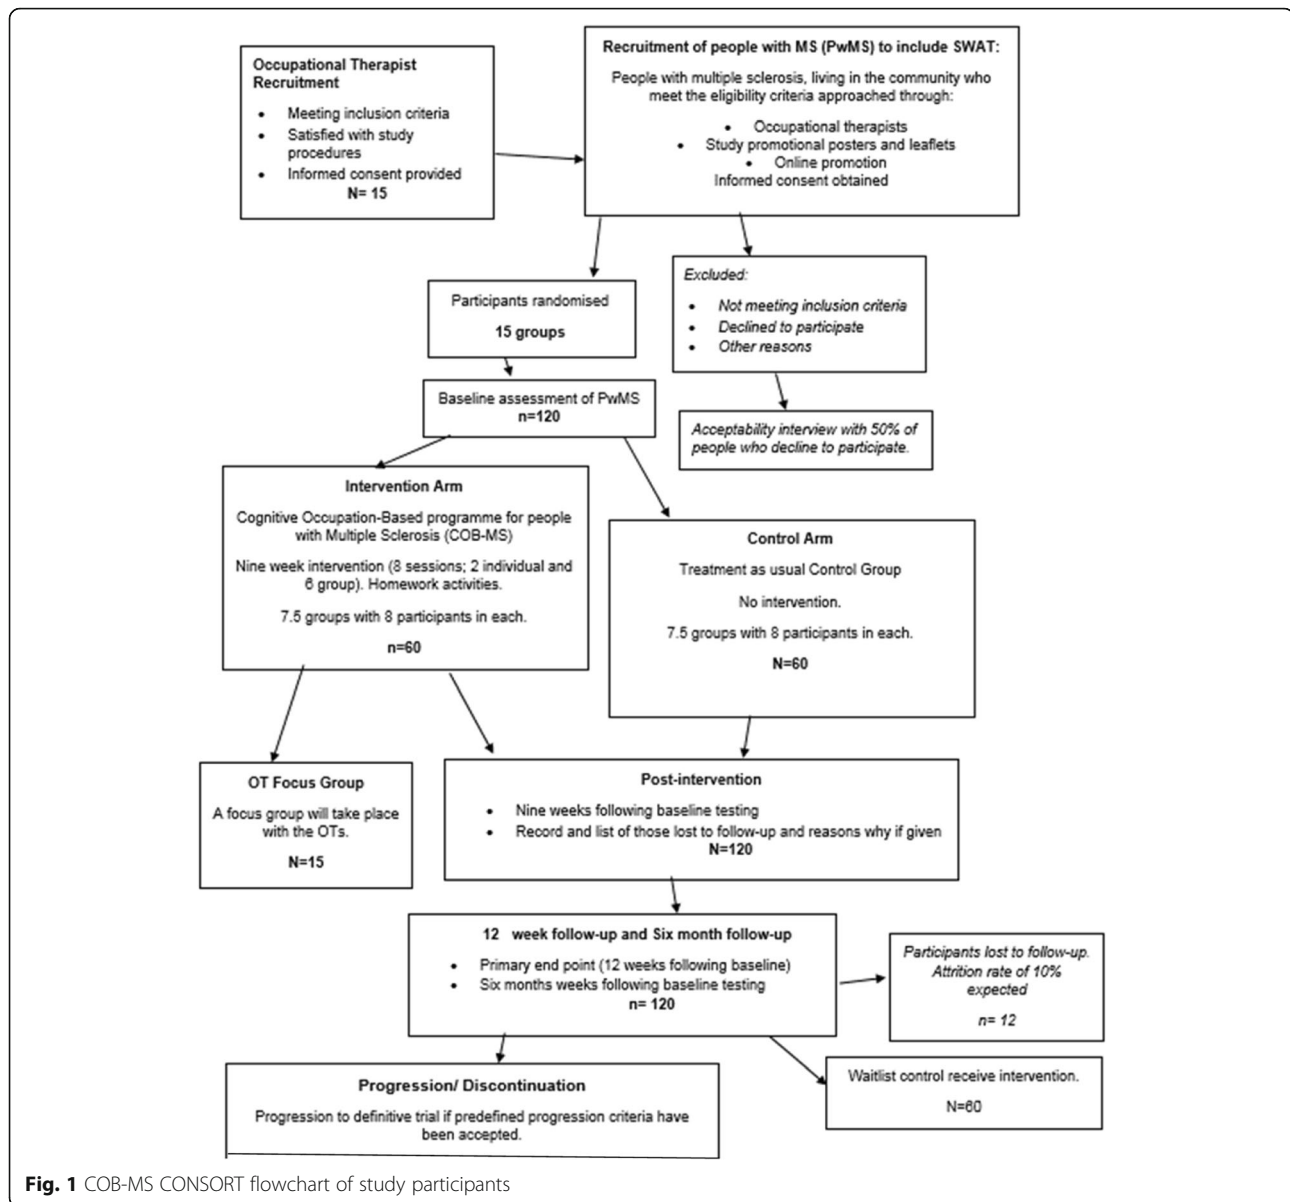 Occupational Therapist
Recruitment
• Meeting inclusion criteria
• Satisfied with study
procedures
• Informed consent provided
N= 15
Recruitment of people with MS (PwMS) to include SWAT:
People with multiple sclerosis, living in the community who
meet the eligibility criteria approached through:
• Occupational therapists
• Study promotional posters and leaflets
• Online promotion
Informed consent obtained
Participants randomised
15 groups
Excluded:
• Not meeting inclusion criteria
• Declined to participate
• Other reasons
Baseline assessment of PwMS
n=120
Acceptability interview with 50% of
people who decline to participate.
Intervention Arm
Cognitive Occupation-Based programme for people
with Multiple Sclerosis (COB-MS)
Nine week intervention (8 sessions; 2 individual and
6 group). Homework activities.
7.5 groups with 8 participants in each.
n=60
Control Arm
Treatment as usual Control Group
No intervention.
7.5 groups with 8 participants in each.
N=60
OT Focus Group
A focus group will take place
with the OTs.
N=15
Post-intervention
• Nine weeks following baseline testing
• Record and list of those lost to follow-up and reasons why if given
N=120
12 week follow-up and Six month follow-up
• Primary end point (12 weeks following baseline)
• Six months weeks following baseline testing
n= 120
Participants lost to follow-up.
Attrition rate of 10%
expected
n= 12
Waitlist control receive intervention.
N=60
Progression/ Discontinuation
Progression to definitive trial if predefined progression criteria have
been accepted.
Fig. 1 COB-MS CONSORT flowchart of study participants